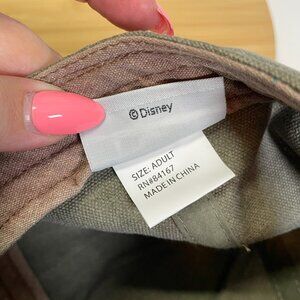 © Disney
SIZE: ADULT
RN#84167
MADE IN CHINA